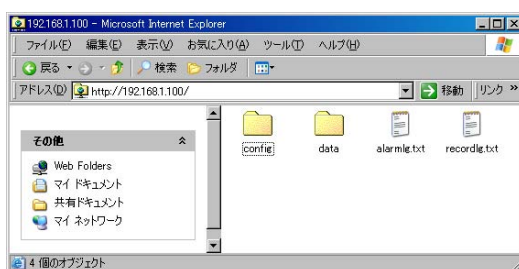 192.168.1.100 - Microsoft Internet Explorer
ファイル(F) 編集(E) 表示(V) お気に入り(A) ツール(T) ヘルプ(H)
戻る 検索 フォルダ
アドレス(D) http://192.168.1.100/ 移動 リンク »
その他
Web Folders
マイ ドキュメント
共有ドキュメント
マイ ネットワーク
config data alarmlg.txt recordlg.txt
4 個のオブジェクト